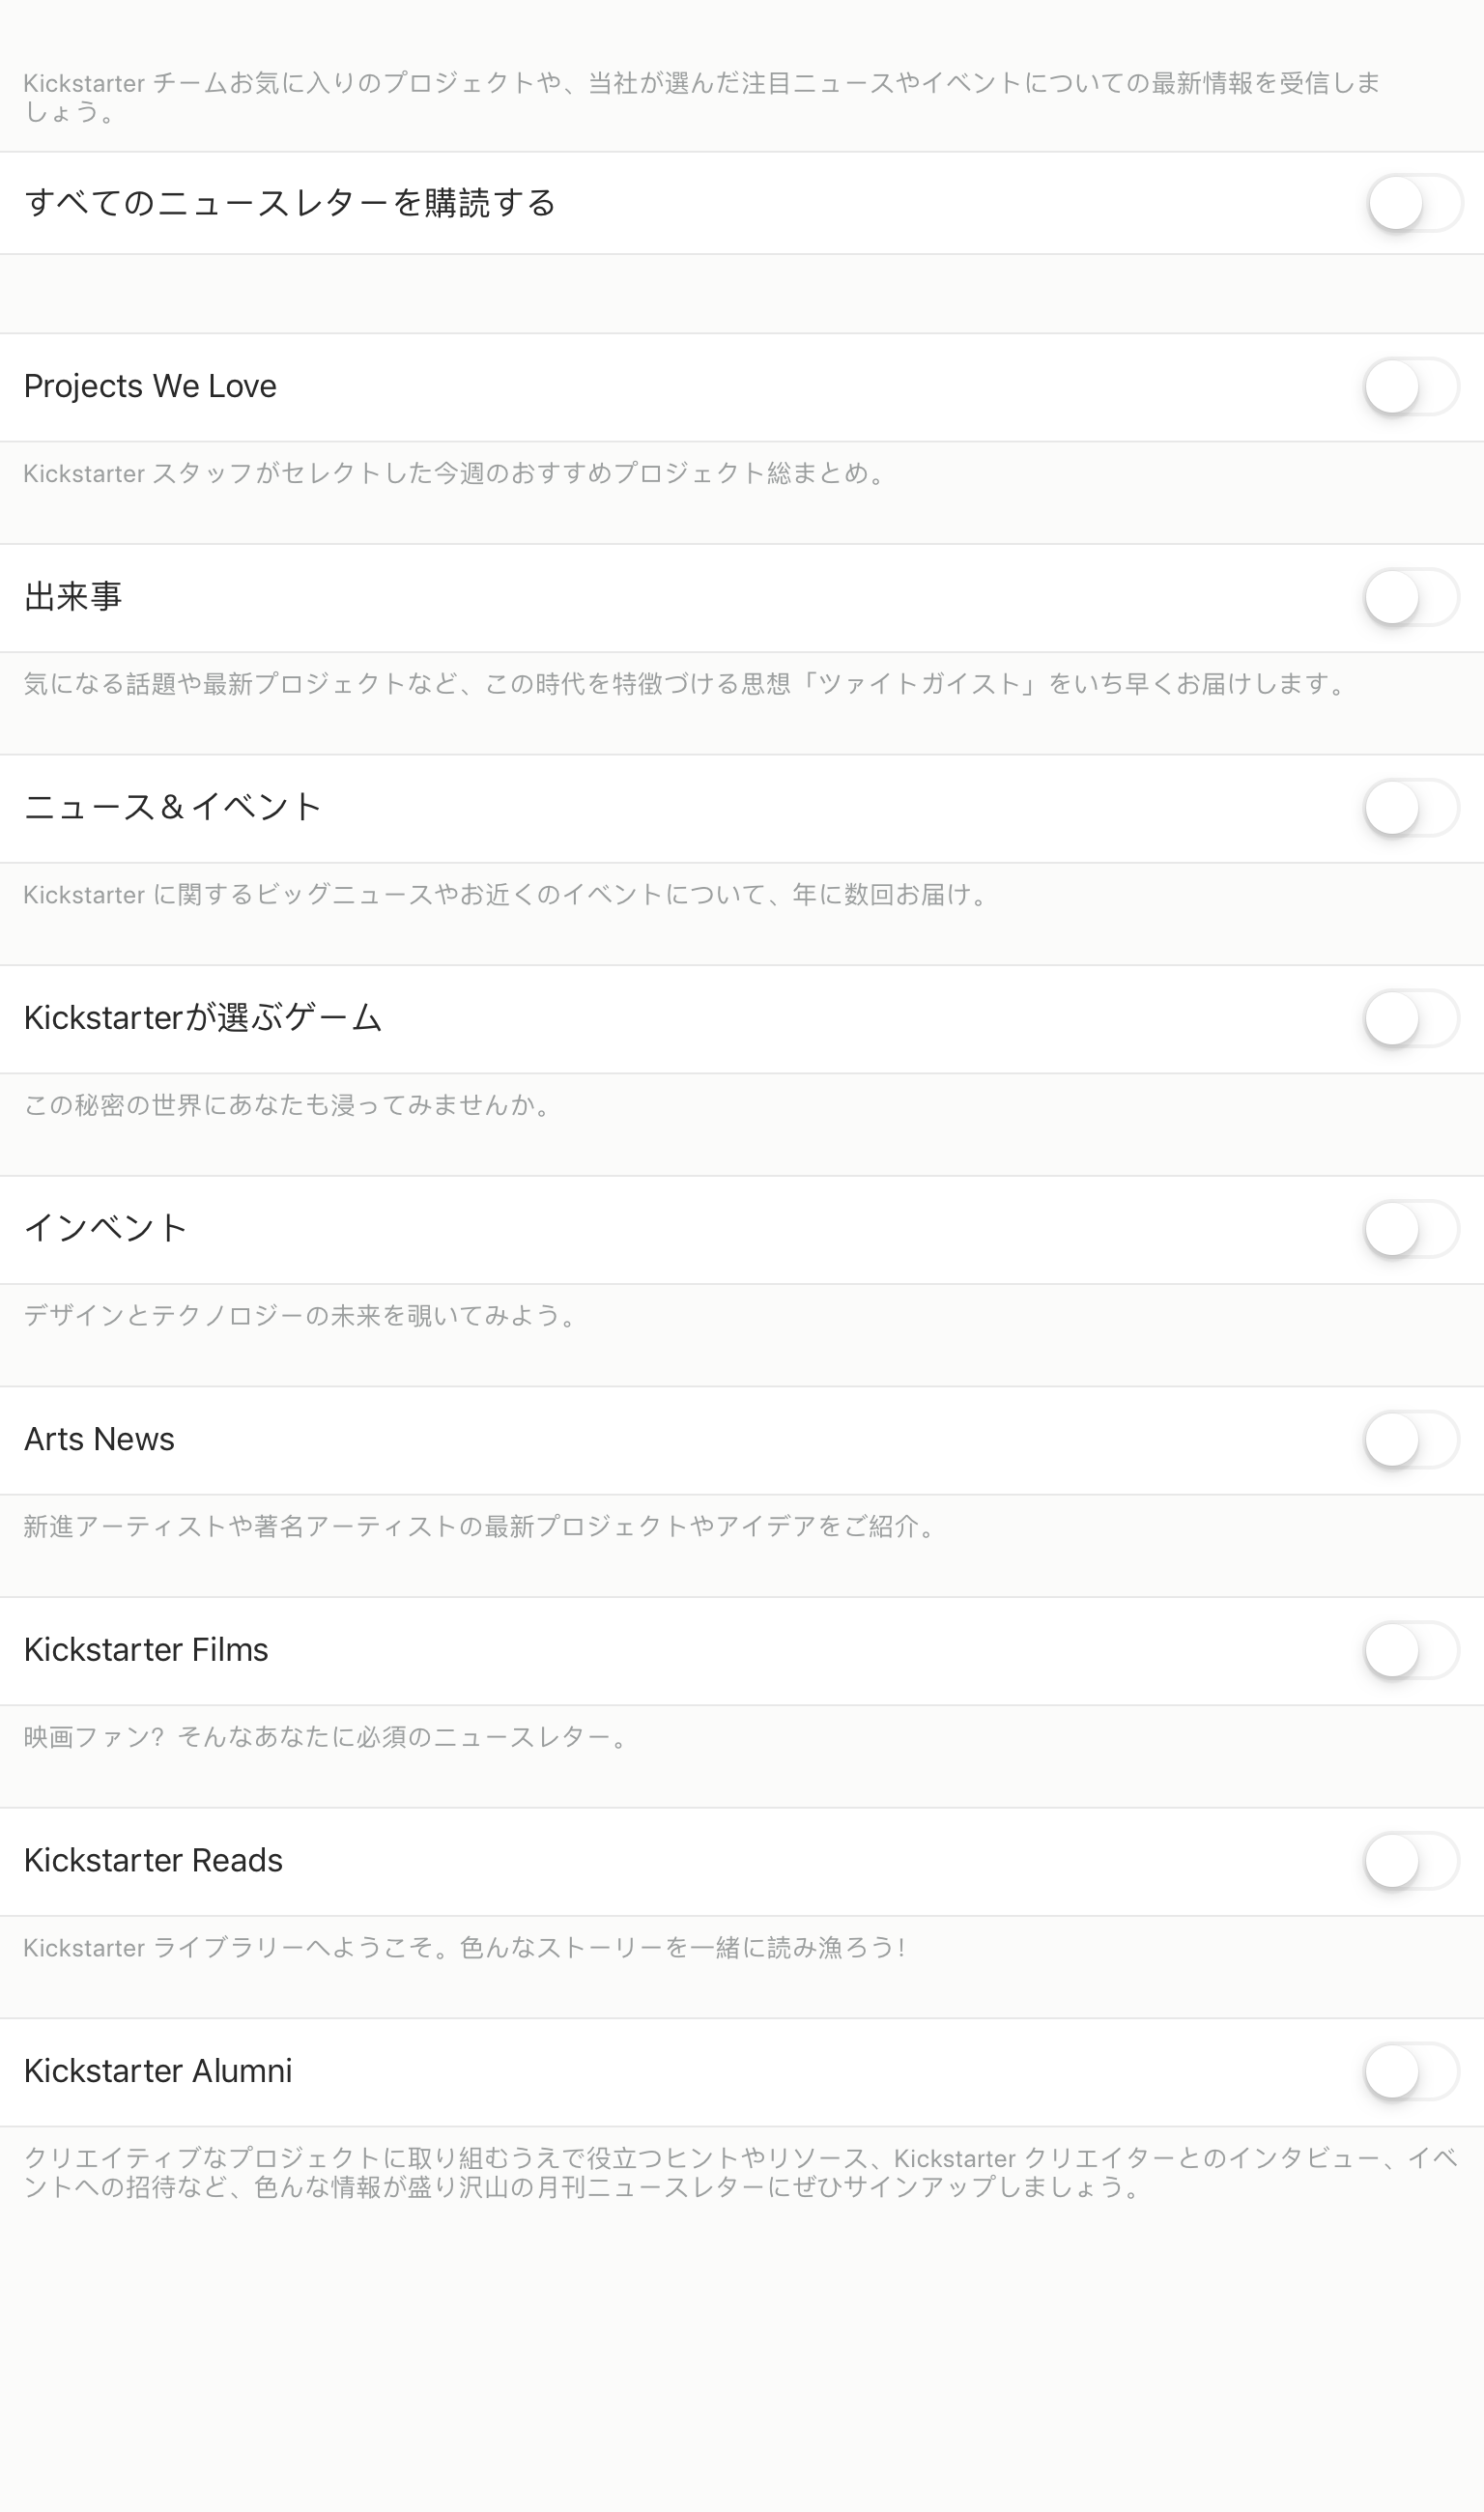 Kickstarter チームお気に入りのプロジェクトや、当社が選んだ注目ニュースやイベントについての最新情報を受信しま
しょう。
すべてのニュースレターを購読する
Projects We Love
Kickstarter スタッフがセレクトした今週のおすすめプロジェクト総まとめ。
出来事
気になる話題や最新プロジェクトなど、この時代を特徴づける思想「ツァイトガイスト」をいち早くお届けします。
ニュース＆イベント
Kickstarter に関するビッグニュースやお近くのイベントについて、年に数回お届け。
Kickstarterが選ぶゲーム
この秘密の世界にあなたも浸ってみませんか。
インベント
デザインとテクノロジーの未来を覗いてみよう。
Arts News
新進アーティストや著名アーティストの最新プロジェクトやアイデアをご紹介。
Kickstarter Films
映画ファン？そんなあなたに必須のニュースレター。
Kickstarter Reads
Kickstarter ライブラリーへようこそ。色んなストーリーを一緒に読み漁ろう！
Kickstarter Alumni
クリエイティブなプロジェクトに取り組むうえで役立つヒントやリソース、Kickstarter クリエイターとのインタビュー、イベ
ントへの招待など、色んな情報が盛り沢山の月刊ニュースレターにぜひサインアップしましょう。